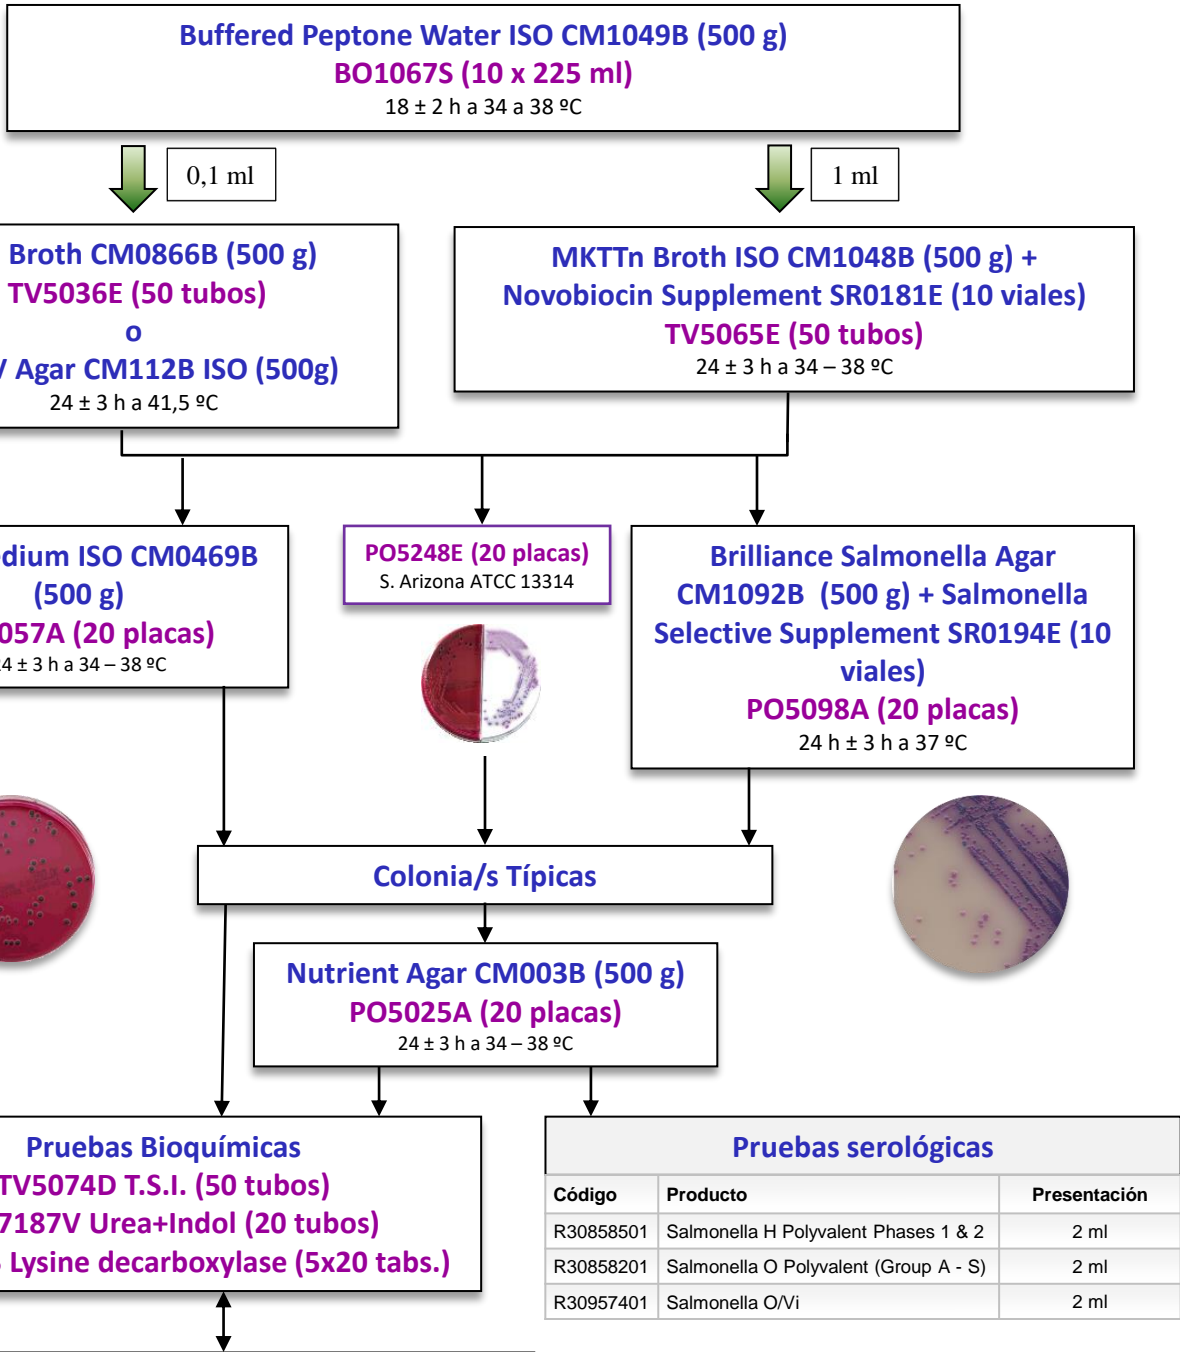 Buffered Peptone Water ISO CM1049B (500 g)
BO1067S (10 x 225 ml)
18 ± 2 h a 34 a 38 ºC
0,1 ml
1 ml
Broth CM0866B (500 g)
TV5036E (50 tubos)
o
Agar CM112B ISO (500g)
24 ± 3 h a 41,5 ºC
MKTTn Broth ISO CM1048B (500 g) +
Novobiocin Supplement SR0181E (10 viales)
TV5065E (50 tubos)
24 ± 3 h a 34 – 38 ºC
ISO CM0469B
(500 g)
(20 placas)
± 3 h a 34 – 38 ºC
PO5248E (20 placas)
S. Arizona ATCC 13314
Brilliance Salmonella Agar
CM1092B (500 g) + Salmonella
Selective Supplement SR0194E (10
viales)
PO5098A (20 placas)
24 h ± 3 h a 37 ºC
Colonia/s Típicas
Nutrient Agar CM003B (500 g)
PO5025A (20 placas)
24 ± 3 h a 34 – 38 ºC
Pruebas Bioquímicas
TV5074D T.S.I. (50 tubos)
7187V Urea+Indol (20 tubos)
Lysine decarboxylase (5x20 tabs.)
Pruebas serológicas
Código Producto Presentación
R30858501 Salmonella H Polyvalent Phases 1 & 2 2 ml
R30858201 Salmonella O Polyvalent (Group A - S) 2 ml
R30957401 Salmonella O/Vi 2 ml